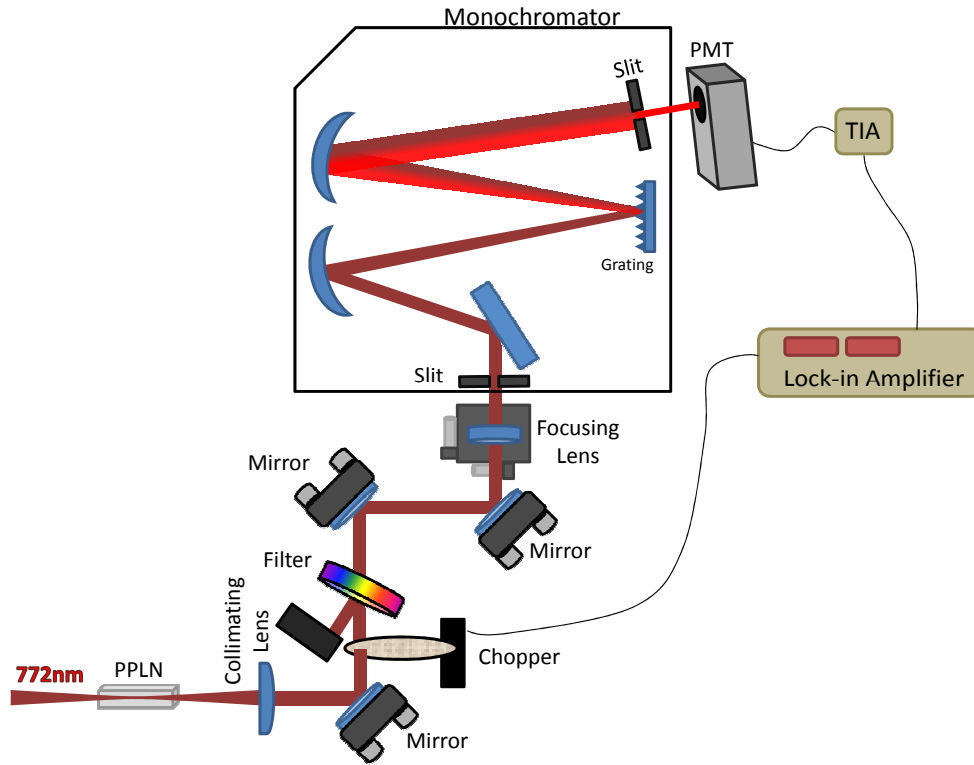 Monochromator
Slit
PMT
TIA
Grating
Slit
Lock-in Amplifier
Focusing
Lens
Mirror
Mirror
Filter
Collimating
Lens
Chopper
772nm
PPLN
Mirror